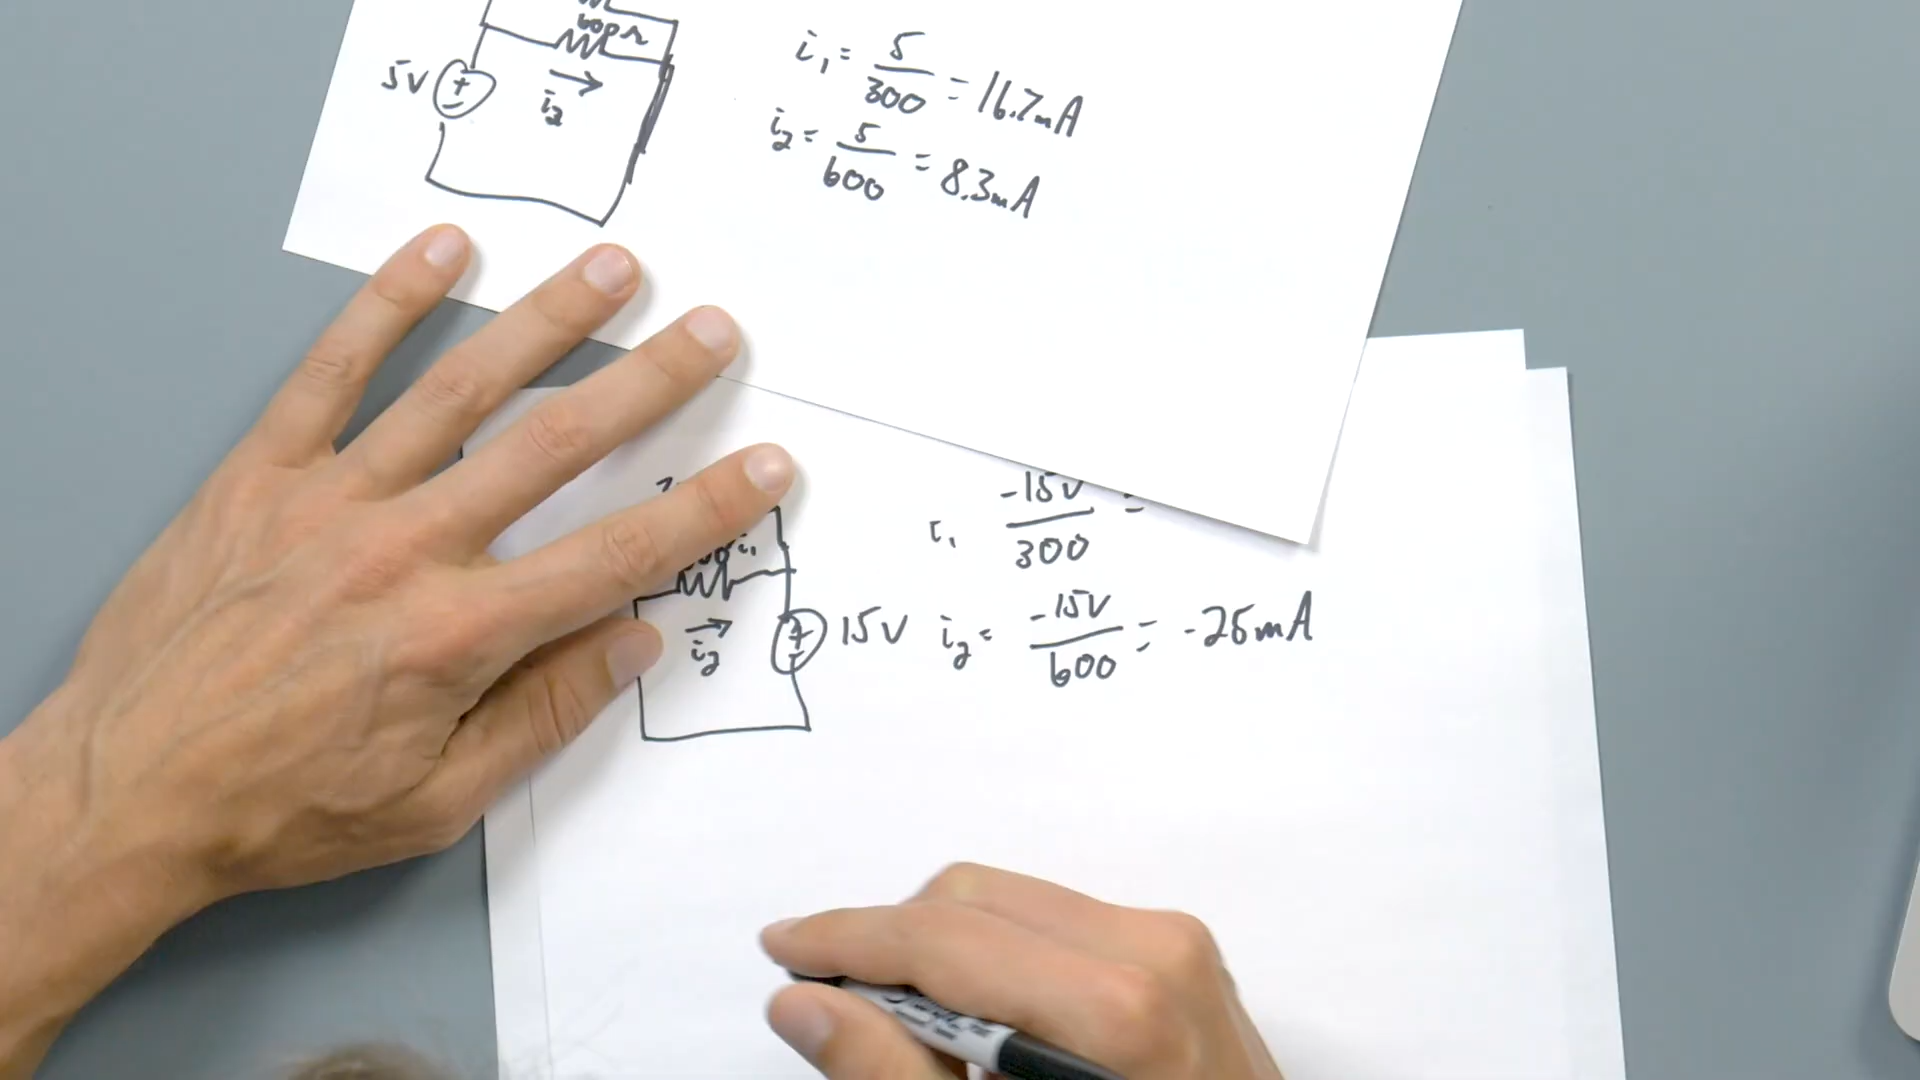 600Ω
5V
+
-
i₂
i₁ = 5/300 = 16.7mA
i₂ = 5/600 = 8.3mA
i₁ -15V/300 =
i₁
+
-
15V
i₂
i₂ = -15V/600 = -25mA